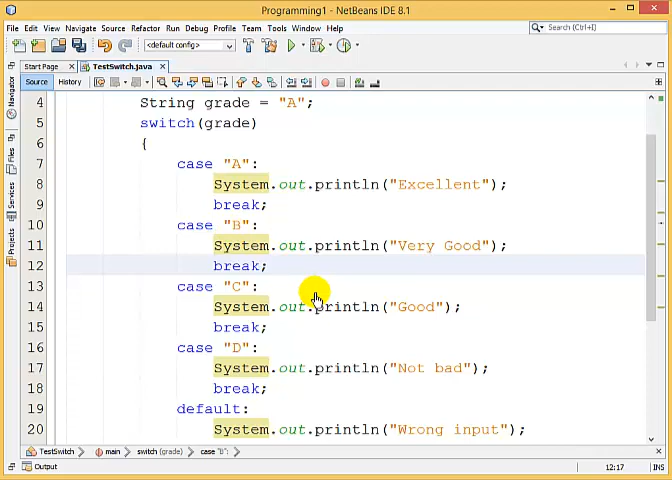 Programming1 - NetBeans IDE 8.1
File Edit View Navigate Source Refactor Run Debug Profile Team Tools Window Help
Search (Ctrl+I)
<default config>
Start Page
TestSwitch.java
Source History
Navigator
Files
Services
Projects
4 String grade = "A";
5 switch(grade)
6 {
7 case "A":
8 System.out.println("Excellent");
9 break;
10 case "B":
11 System.out.println("Very Good");
12 break;
13 case "C":
14 System.out.println("Good");
15 break;
16 case "D":
17 System.out.println("Not bad");
18 break;
19 default:
20 System.out.println("Wrong input");
TestSwitch main switch (grade) case "B":
Output
12:17 INS